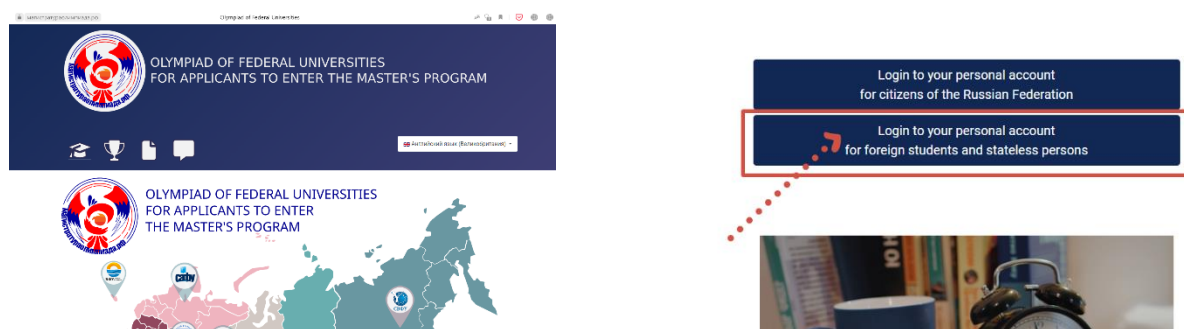 магистратураолимпиада.рф
Olympiad of Federal Universities
OLYMPIAD OF FEDERAL UNIVERSITIES
FOR APPLICANTS TO ENTER THE MASTER'S PROGRAM
Английский язык (Великобритания)
OLYMPIAD OF FEDERAL UNIVERSITIES
FOR APPLICANTS TO ENTER
THE MASTER'S PROGRAM
Login to your personal account
for citizens of the Russian Federation
Login to your personal account
for foreign students and stateless persons